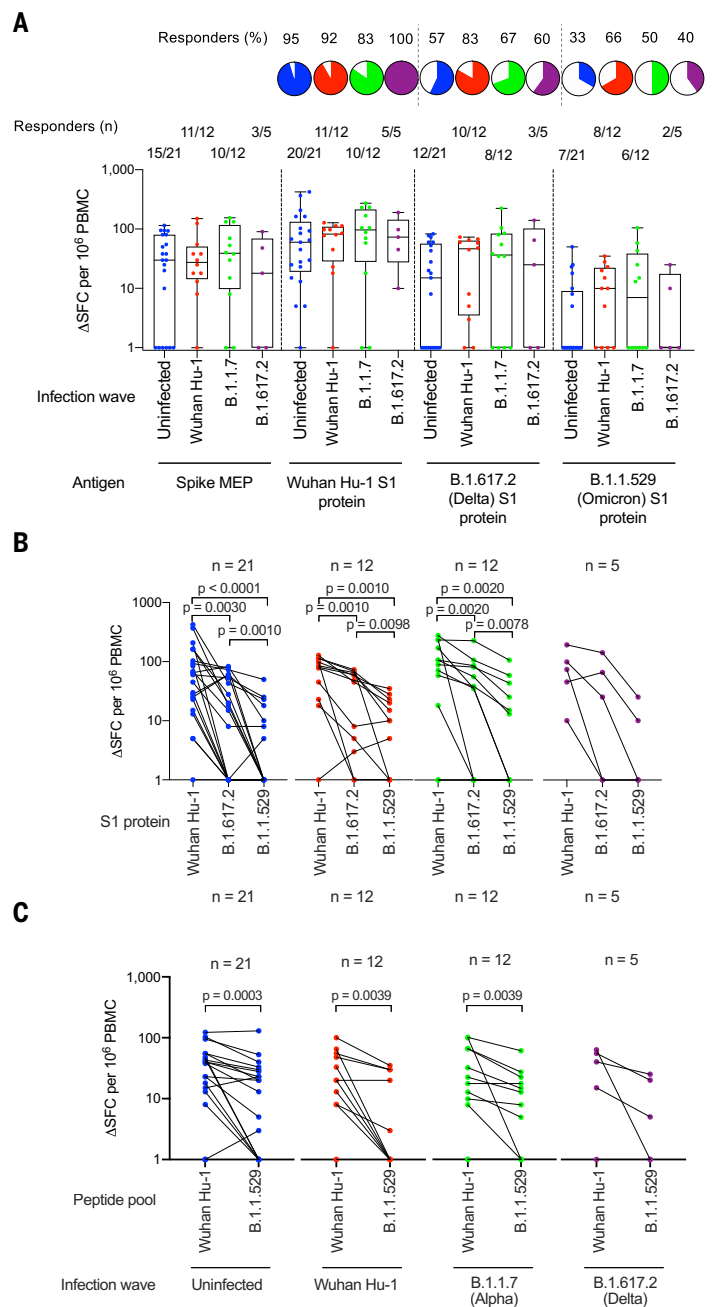 A
Responders (%) 95 92 83 100 57 83 67 60 33 66 50 40
Responders (n)
11/12 3/5 11/12 5/5 10/12 3/5 8/12 2/5
15/21 10/12 20/21 10/12 12/21 8/12 7/21 6/12
ΔSFC per 10⁶ PBMC
1,000
100
10
1
Infection wave
Uninfected
Wuhan Hu-1
B.1.1.7
B.1.617.2
Uninfected
Wuhan Hu-1
B.1.1.7
B.1.617.2
Uninfected
Wuhan Hu-1
B.1.1.7
B.1.617.2
Uninfected
Wuhan Hu-1
B.1.1.7
B.1.617.2
Antigen
Spike MEP
Wuhan Hu-1 S1
protein
B.1.617.2
(Delta) S1
protein
B.1.1.529
(Omicron) S1
protein
B
n = 21 n = 12 n = 12 n = 5
p < 0.0001 p = 0.0010 p = 0.0020
p = 0.0030 p = 0.0010 p = 0.0020
p = 0.0010 p = 0.0098 p = 0.0078
ΔSFC per 10⁶ PBMC
1000
100
10
1
S1 protein
Wuhan Hu-1
B.1.617.2
B.1.1.529
Wuhan Hu-1
B.1.617.2
B.1.1.529
Wuhan Hu-1
B.1.617.2
B.1.1.529
Wuhan Hu-1
B.1.617.2
B.1.1.529
n = 21 n = 12 n = 12 n = 5
C
n = 21 n = 12 n = 12 n = 5
p = 0.0003 p = 0.0039 p = 0.0039
ΔSFC per 10⁶ PBMC
1,000
100
10
1
Peptide pool
Wuhan Hu-1
B.1.1.529
Wuhan Hu-1
B.1.1.529
Wuhan Hu-1
B.1.1.529
Wuhan Hu-1
B.1.1.529
Infection wave
Uninfected
Wuhan Hu-1
B.1.1.7
(Alpha)
B.1.617.2
(Delta)